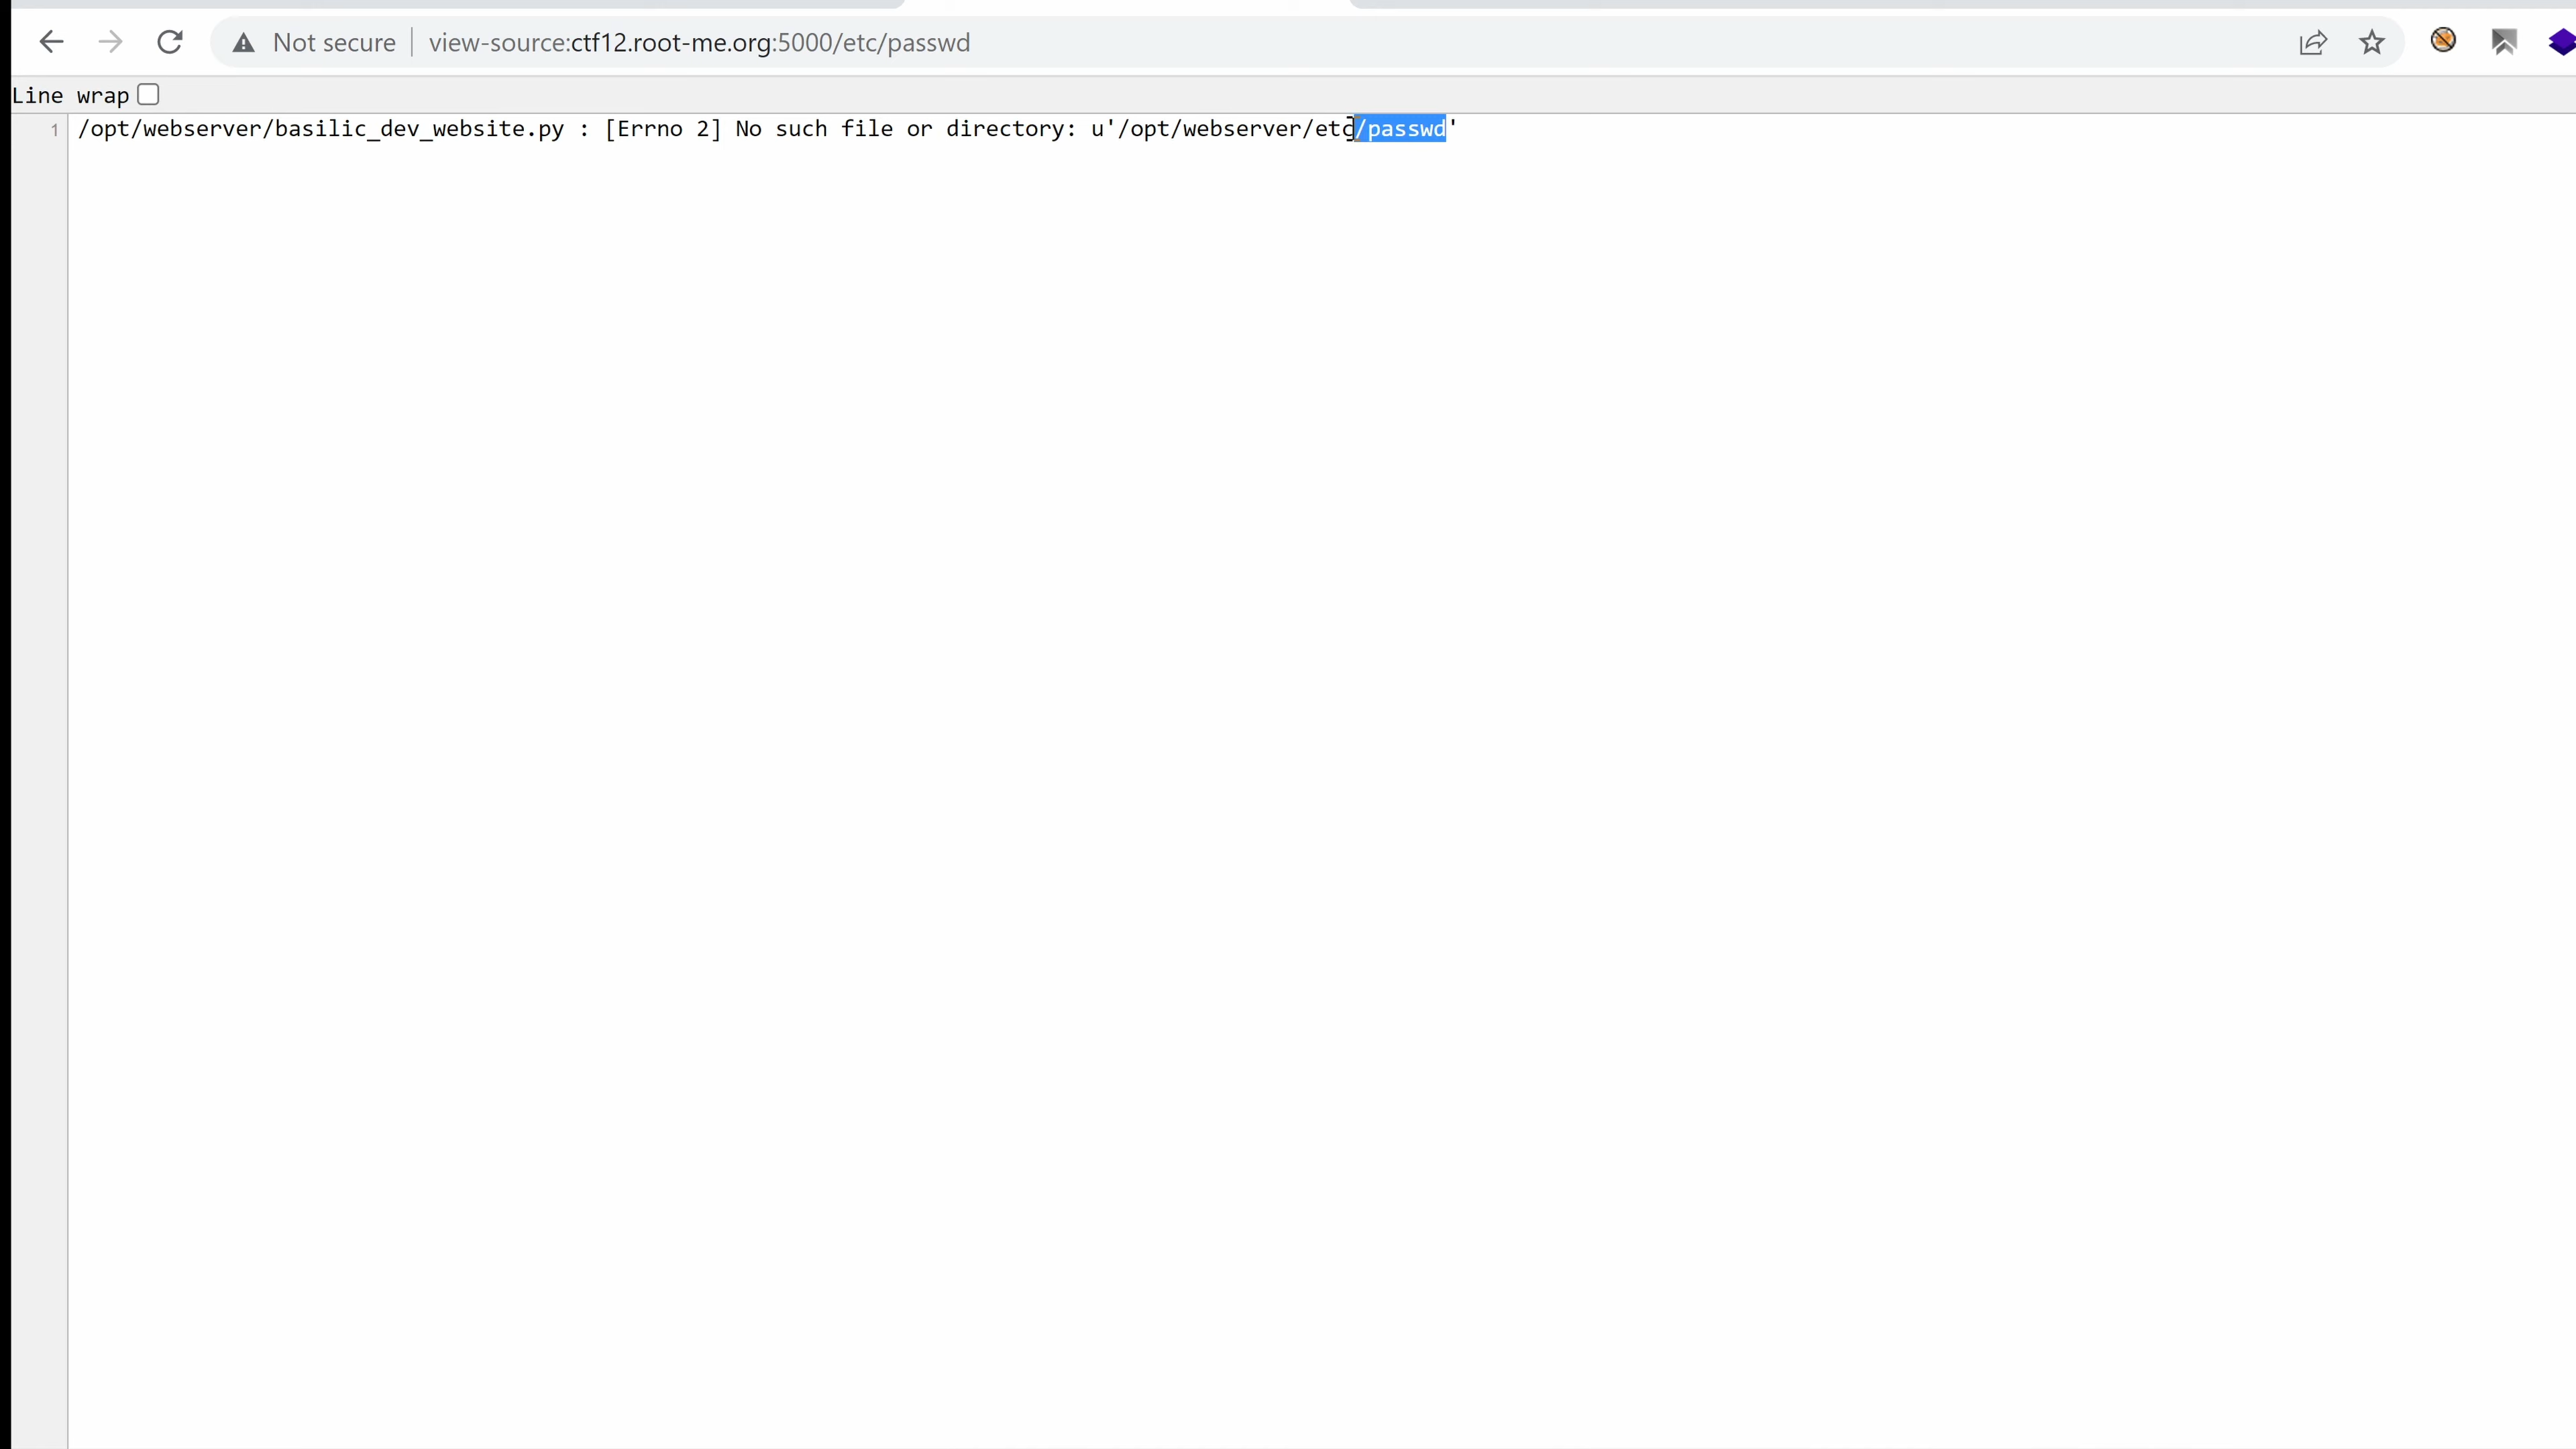 Not secure view-source:ctf12.root-me.org:5000/etc/passwd
Line wrap
1 /opt/webserver/basilic_dev_website.py : [Errno 2] No such file or directory: u'/opt/webserver/etc/passwd'